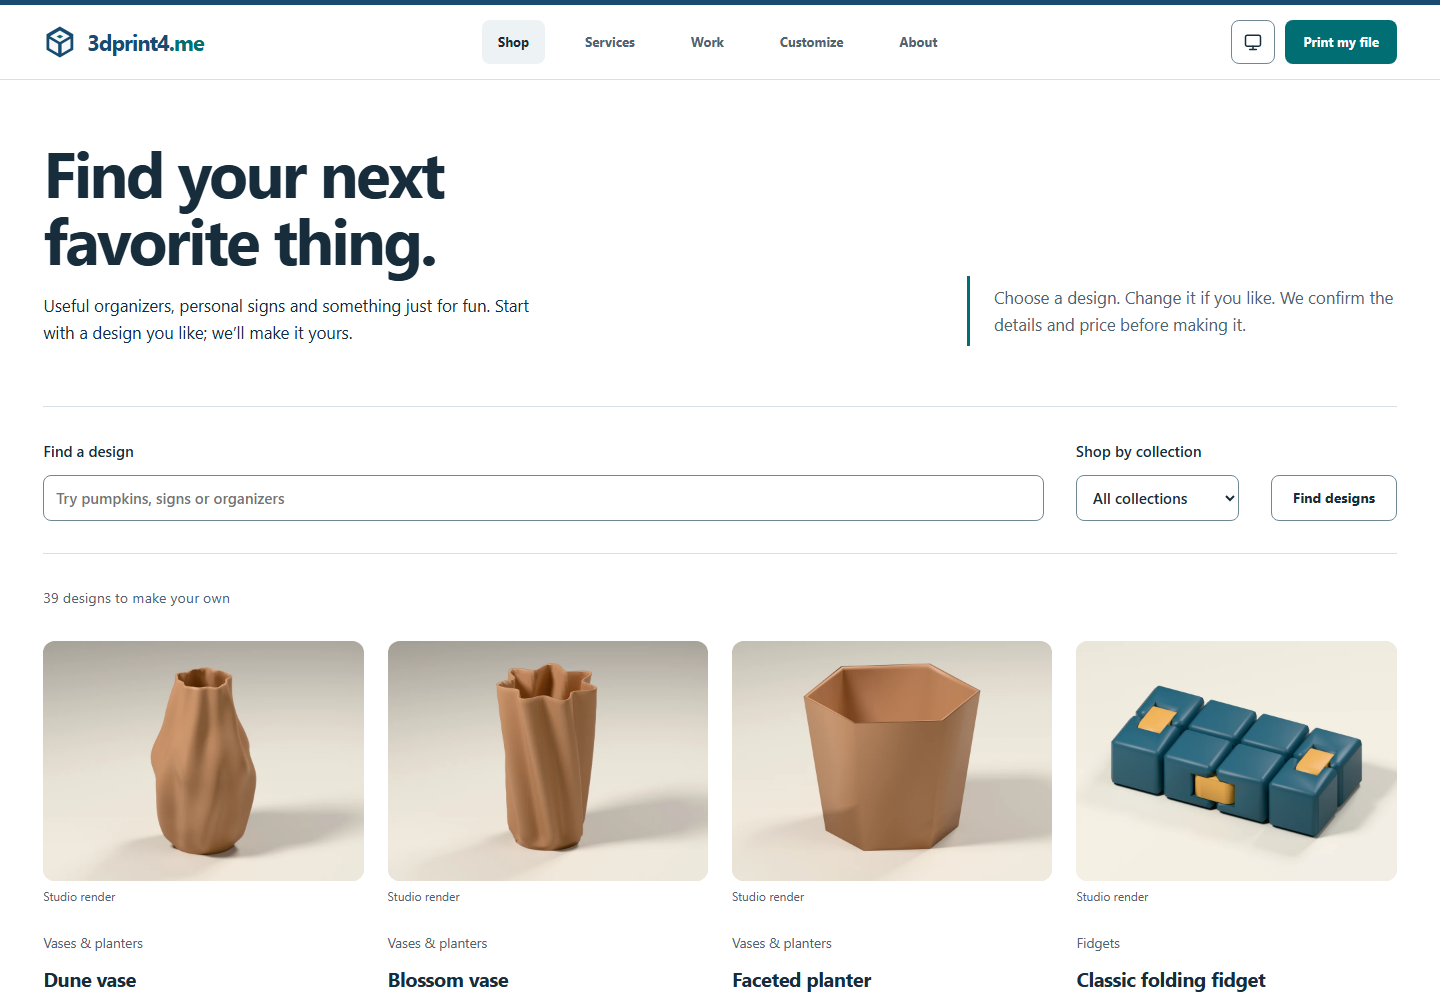 3dprint4.me
Shop
Services
Work
Customize
About
Print my file
Find your next
favorite thing.
Useful organizers, personal signs and something just for fun. Start
with a design you like; we’ll make it yours.
Choose a design. Change it if you like. We confirm the
details and price before making it.
Find a design
Try pumpkins, signs or organizers
Shop by collection
All collections
Find designs
39 designs to make your own
Studio render
Vases & planters
Dune vase
Studio render
Vases & planters
Blossom vase
Studio render
Vases & planters
Faceted planter
Studio render
Fidgets
Classic folding fidget